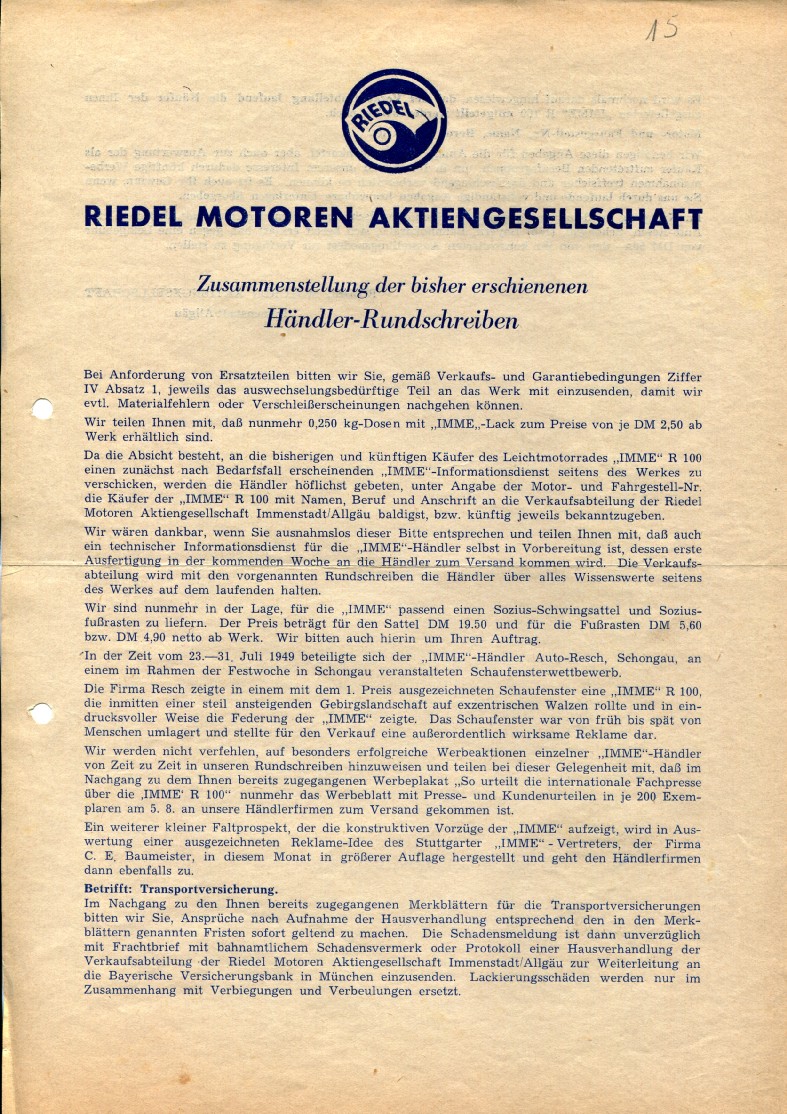 15
RIEDEL
RIEDEL MOTOREN AKTIENGESELLSCHAFT
Zusammenstellung der bisher erschienenen
Händler-Rundschreiben
Bei Anforderung von Ersatzteilen bitten wir Sie, gemäß Verkaufs- und Garantiebedingungen Ziffer
IV Absatz 1, jeweils das auswechselungsbedürftige Teil an das Werk mit einzusenden, damit wir
evtl. Materialfehlern oder Verschleißerscheinungen nachgehen können.
Wir teilen Ihnen mit, daß nunmehr 0,250 kg-Dosen mit „IMME„-Lack zum Preise von je DM 2,50 ab
Werk erhältlich sind.
Da die Absicht besteht, an die bisherigen und künftigen Käufer des Leichtmotorrades „IMME“ R 100
einen zunächst nach Bedarfsfall erscheinenden „IMME“-Informationsdienst seitens des Werkes zu
verschicken, werden die Händler höflichst gebeten, unter Angabe der Motor- und Fahrgestell-Nr.
die Käufer der „IMME“ R 100 mit Namen, Beruf und Anschrift an die Verkaufsabteilung der Riedel
Motoren Aktiengesellschaft Immenstadt/Allgäu baldigst, bzw. künftig jeweils bekanntzugeben.
Wir wären dankbar, wenn Sie ausnahmslos dieser Bitte entsprechen und teilen Ihnen mit, daß auch
ein technischer Informationsdienst für die „IMME“-Händler selbst in Vorbereitung ist, dessen erste
Ausfertigung in der kommenden Woche an die Händler zum Versand kommen wird. Die Verkaufs-
abteilung wird mit den vorgenannten Rundschreiben die Händler über alles Wissenswerte seitens
des Werkes auf dem laufenden halten.
Wir sind nunmehr in der Lage, für die „IMME“ passend einen Sozius-Schwingsattel und Sozius-
fußrasten zu liefern. Der Preis beträgt für den Sattel DM 19.50 und für die Fußrasten DM 5,60
bzw. DM 4,90 netto ab Werk. Wir bitten auch hierin um Ihren Auftrag.
In der Zeit vom 23.—31. Juli 1949 beteiligte sich der „IMME“-Händler Auto-Resch, Schongau, an
einem im Rahmen der Festwoche in Schongau veranstalteten Schaufensterwettbewerb.
Die Firma Resch zeigte in einem mit dem 1. Preis ausgezeichneten Schaufenster eine „IMME“ R 100,
die inmitten einer steil ansteigenden Gebirgslandschaft auf exzentrischen Walzen rollte und in ein-
drucksvoller Weise die Federung der „IMME“ zeigte. Das Schaufenster war von früh bis spät von
Menschen umlagert und stellte für den Verkauf eine außerordentlich wirksame Reklame dar.
Wir werden nicht verfehlen, auf besonders erfolgreiche Werbeaktionen einzelner „IMME“-Händler
von Zeit zu Zeit in unseren Rundschreiben hinzuweisen und teilen bei dieser Gelegenheit mit, daß im
Nachgang zu dem Ihnen bereits zugegangenen Werbeplakat „So urteilt die internationale Fachpresse
über die ‚IMME' R 100“ nunmehr das Werbeblatt mit Presse- und Kundenurteilen in je 200 Exem-
plaren am 5. 8. an unsere Händlerfirmen zum Versand gekommen ist.
Ein weiterer kleiner Faltprospekt, der die konstruktiven Vorzüge der „IMME“ aufzeigt, wird in Aus-
wertung einer ausgezeichneten Reklame-Idee des Stuttgarter „IMME“ - Vertreters, der Firma
C. E. Baumeister, in diesem Monat in größerer Auflage hergestellt und geht den Händlerfirmen
dann ebenfalls zu.
Betrifft: Transportversicherung.
Im Nachgang zu den Ihnen bereits zugegangenen Merkblättern für die Transportversicherungen
bitten wir Sie, Ansprüche nach Aufnahme der Hausverhandlung entsprechend den in den Merk-
blättern genannten Fristen sofort geltend zu machen. Die Schadensmeldung ist dann unverzüglich
mit Frachtbrief mit bahnamtlichem Schadensvermerk oder Protokoll einer Hausverhandlung der
Verkaufsabteilung der Riedel Motoren Aktiengesellschaft Immenstadt/Allgäu zur Weiterleitung an
die Bayerische Versicherungsbank in München einzusenden. Lackierungsschäden werden nur im
Zusammenhang mit Verbiegungen und Verbeulungen ersetzt.